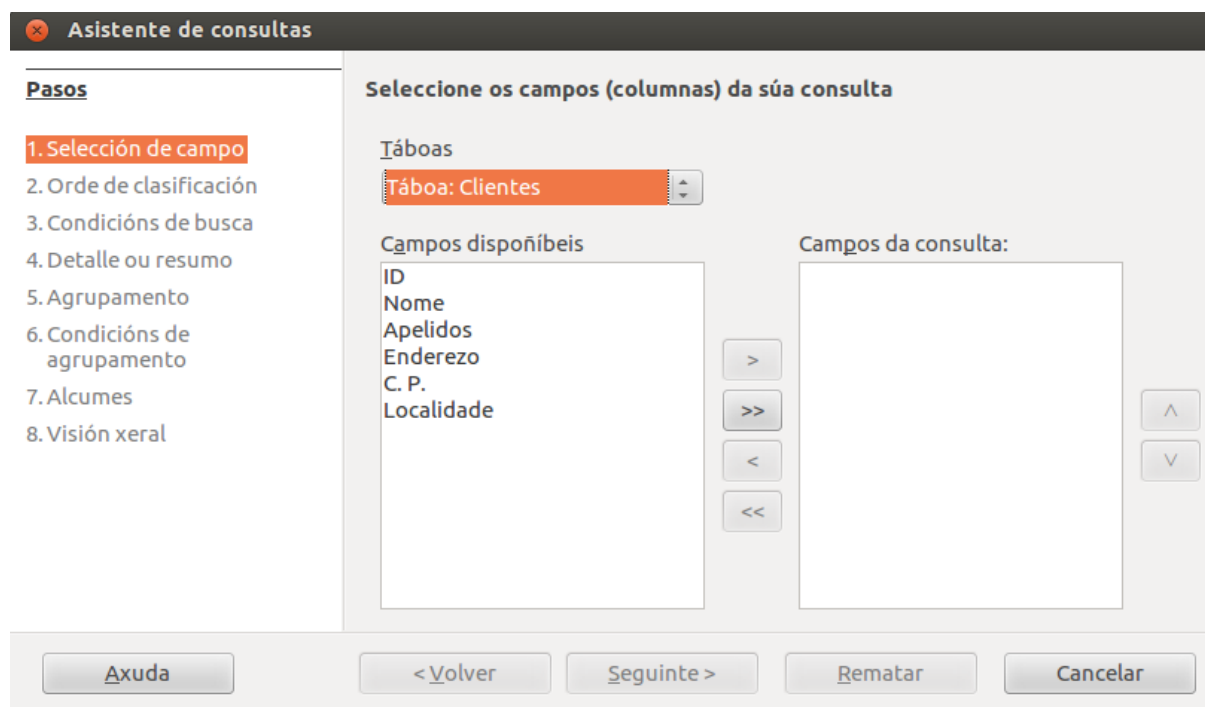 Asistente de consultas
Pasos
1. Selección de campo
2. Orde de clasificación
3. Condicións de busca
4. Detalle ou resumo
5. Agrupamento
6. Condicións de
agrupamento
7. Alcumes
8. Visión xeral
Seleccione os campos (columnas) da súa consulta
Táboas
Táboa: Clientes
Campos dispoñíbeis
ID
Nome
Apelidos
Enderezo
C. P.
Localidade
>
>>
<
<<
Campos da consulta:
Axuda
< Volver
Seguinte >
Rematar
Cancelar